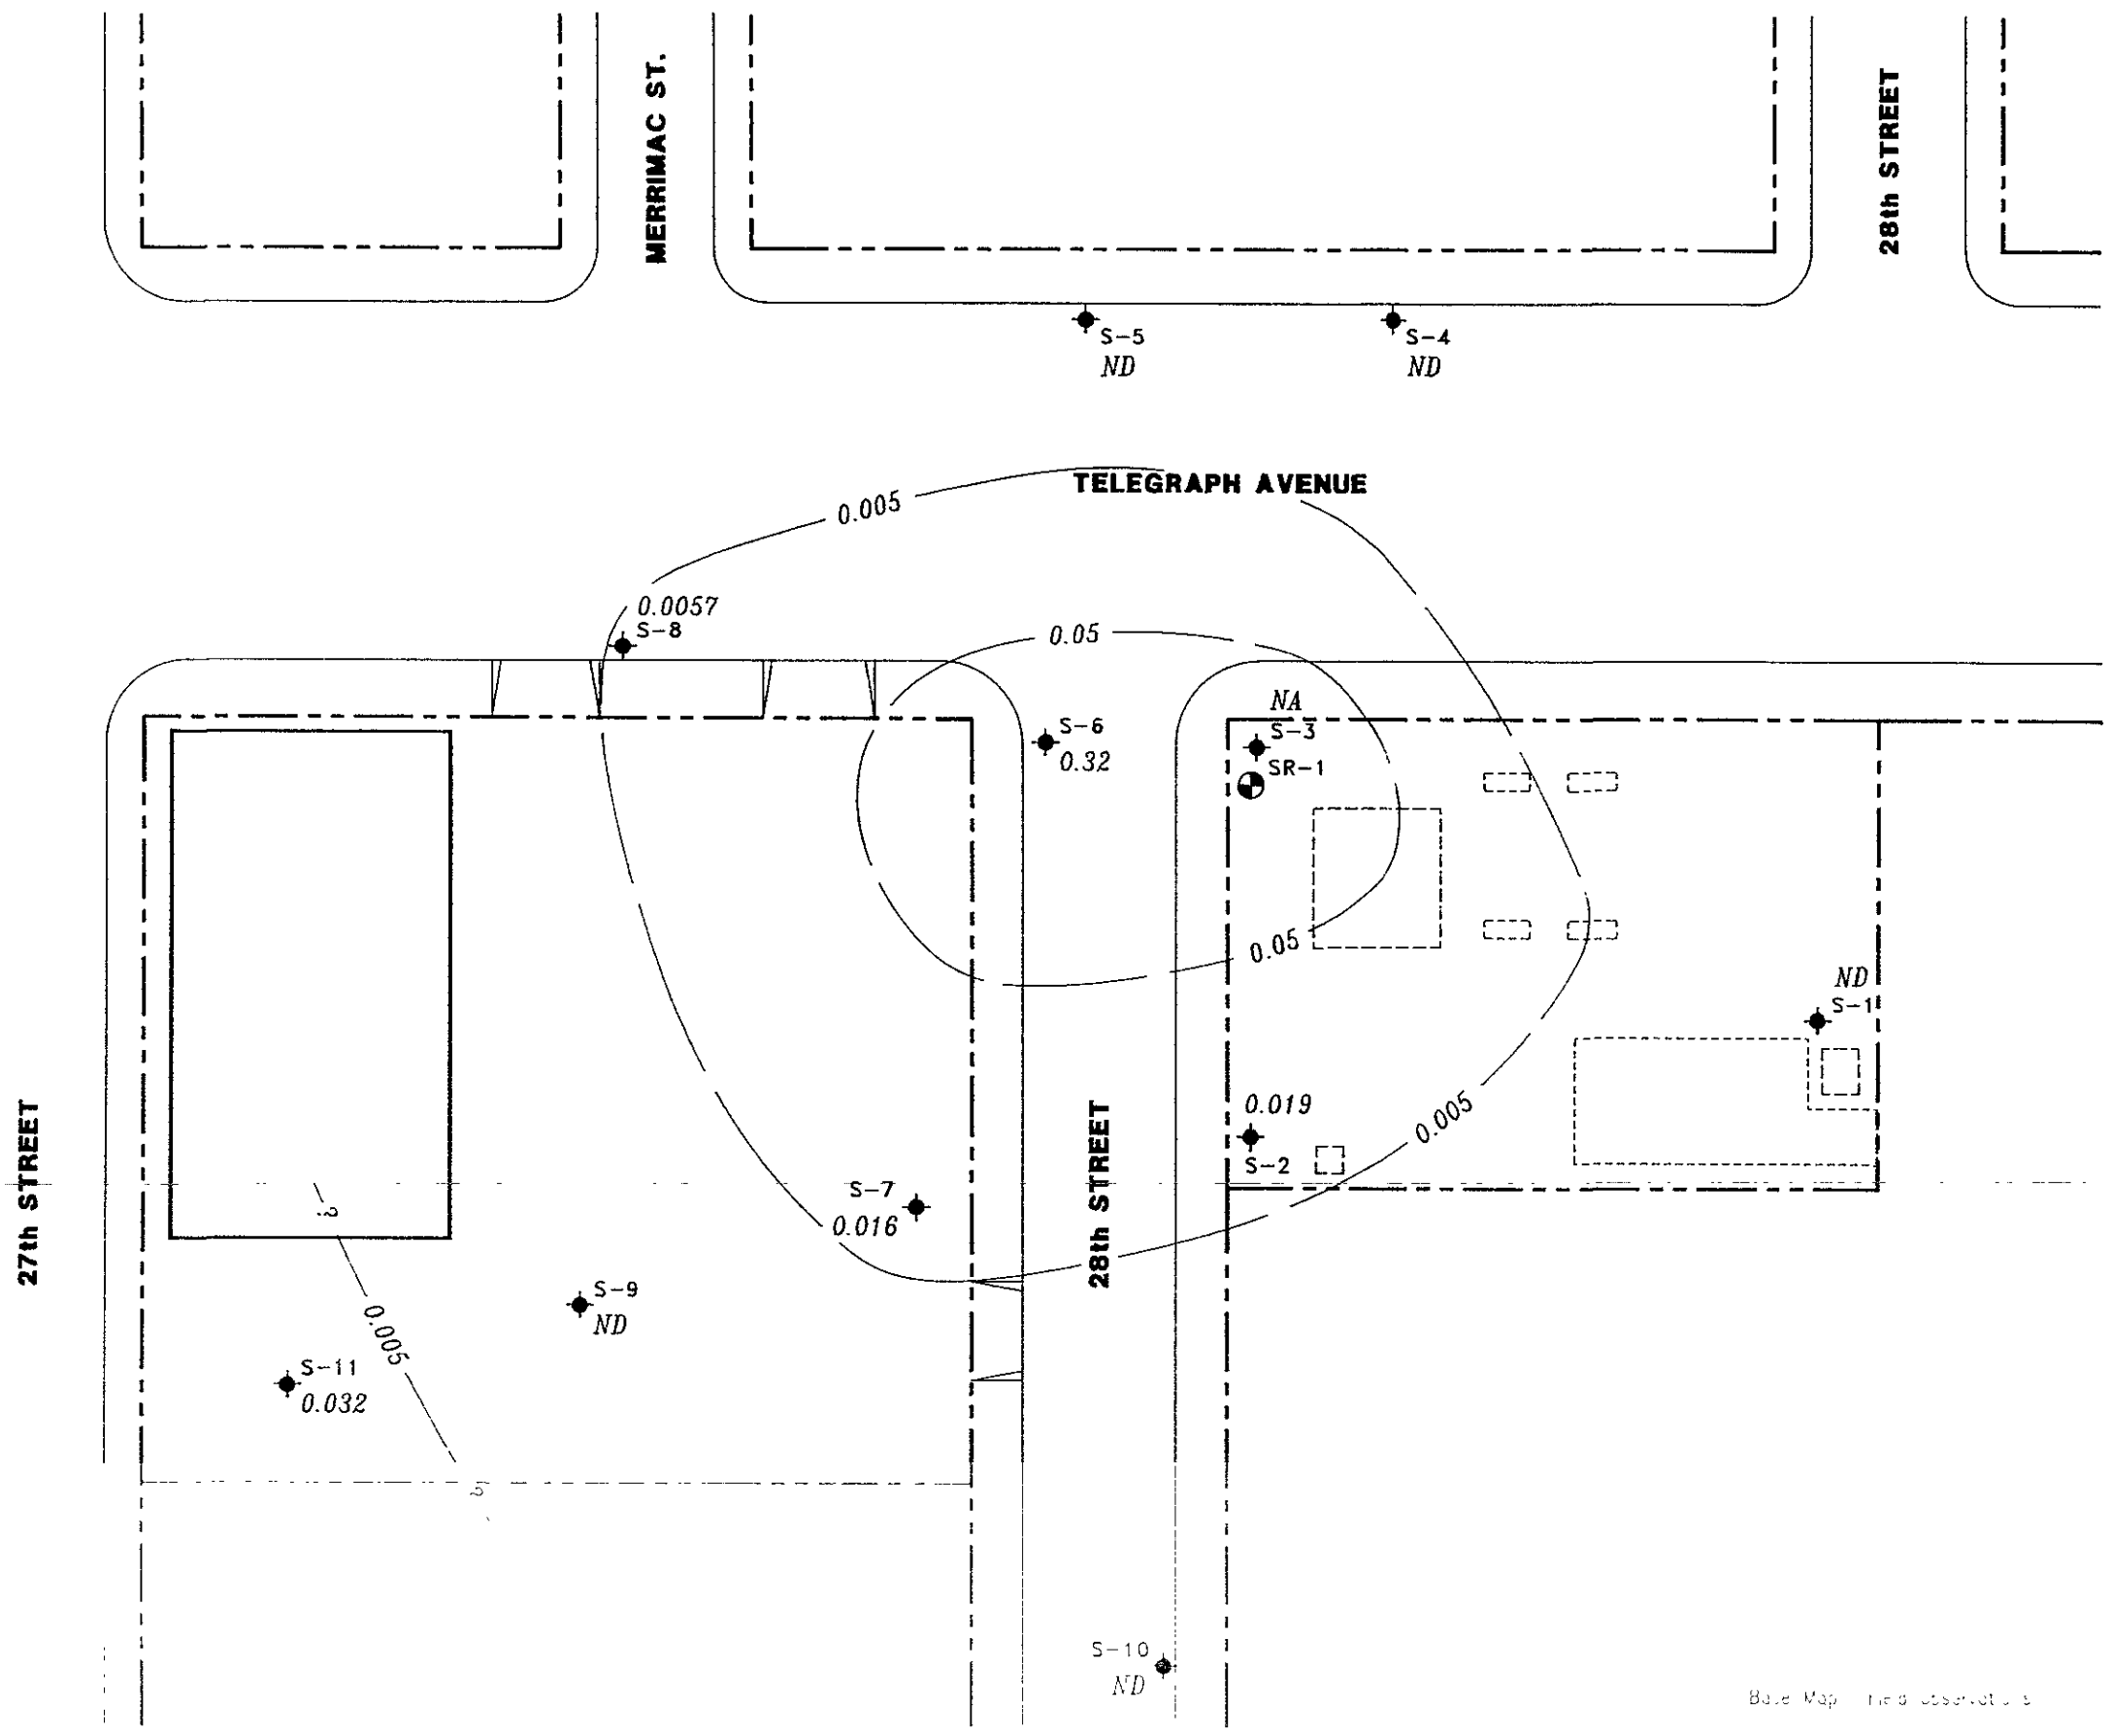 MERRIMAC ST.
28th STREET
S-5
ND
S-4
ND
TELEGRAPH AVENUE
0.005
0.0057
S-8
0.05
NA
S-3
S-6
0.32
SR-1
0.05
ND
S-1
0.019
S-2
0.005
S-7
0.016
28th STREET
27th STREET
?
S-9
ND
0.005
S-11
0.032
?
S-10
ND
Base Map